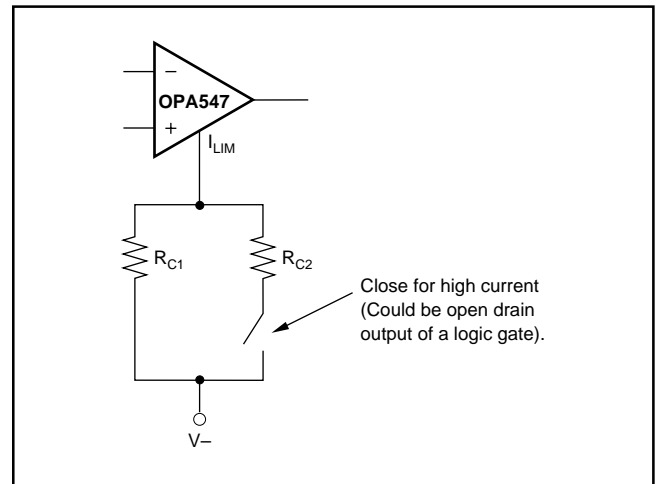 –
OPA547
+
I_LIM
R_C1
R_C2
Close for high current
(Could be open drain
output of a logic gate).
V–